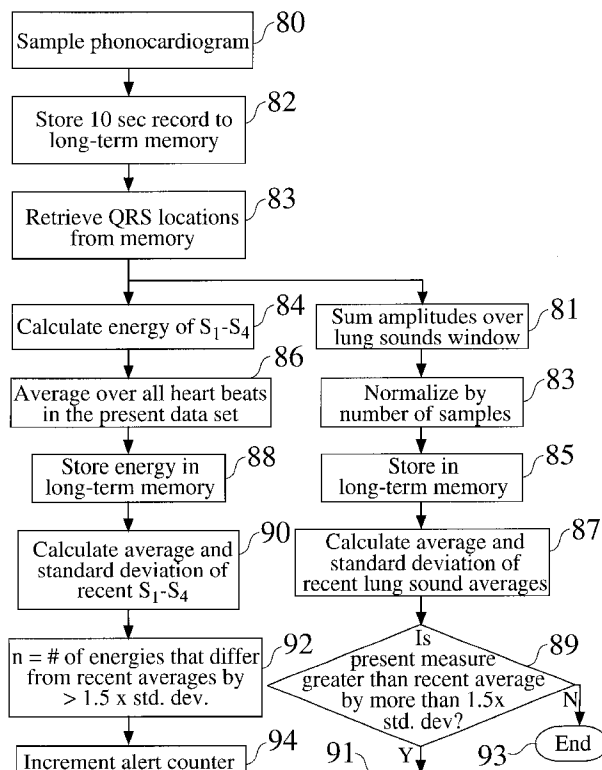 Sample phonocardiogram
80
Store 10 sec record to
long-term memory
82
Retrieve QRS locations
from memory
83
Calculate energy of S1-S4
84
Average over all heart beats
in the present data set
86
Store energy in
long-term memory
88
Calculate average and
standard deviation of
recent S1-S4
90
n = # of energies that differ
from recent averages by
> 1.5 x std. dev.
92
Increment alert counter
94
Sum amplitudes over
lung sounds window
81
Normalize by
number of samples
83
Store in
long-term memory
85
Calculate average and
standard deviation of
recent lung sound averages
87
Is
present measure
greater than recent average
by more than 1.5x
std. dev?
89
N
End
93
Y
91